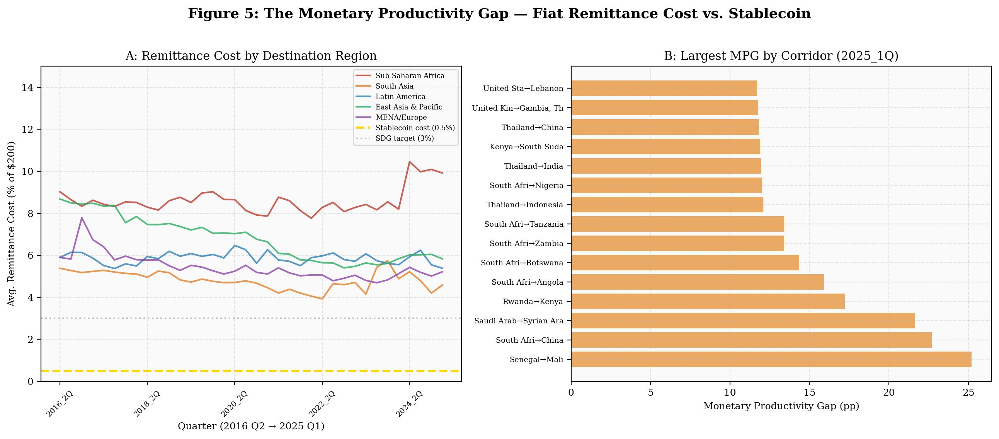 Figure 5: The Monetary Productivity Gap — Fiat Remittance Cost vs. Stablecoin
A: Remittance Cost by Destination Region
Avg. Remittance Cost (% of $200)
14
12
10
8
6
4
2
0
Sub-Saharan Africa
South Asia
Latin America
East Asia & Pacific
MENA/Europe
Stablecoin cost (0.5%)
SDG target (3%)
2016_2Q
2018_2Q
2020_2Q
2022_2Q
2024_2Q
Quarter (2016 Q2 → 2025 Q1)
B: Largest MPG by Corridor (2025_1Q)
United Sta→Lebanon
United Kin→Gambia, Th
Thailand→China
Kenya→South Suda
Thailand→India
South Afri→Nigeria
Thailand→Indonesia
South Afri→Tanzania
South Afri→Zambia
South Afri→Botswana
South Afri→Angola
Rwanda→Kenya
Saudi Arab→Syrian Ara
South Afri→China
Senegal→Mali
0
5
10
15
20
25
Monetary Productivity Gap (pp)